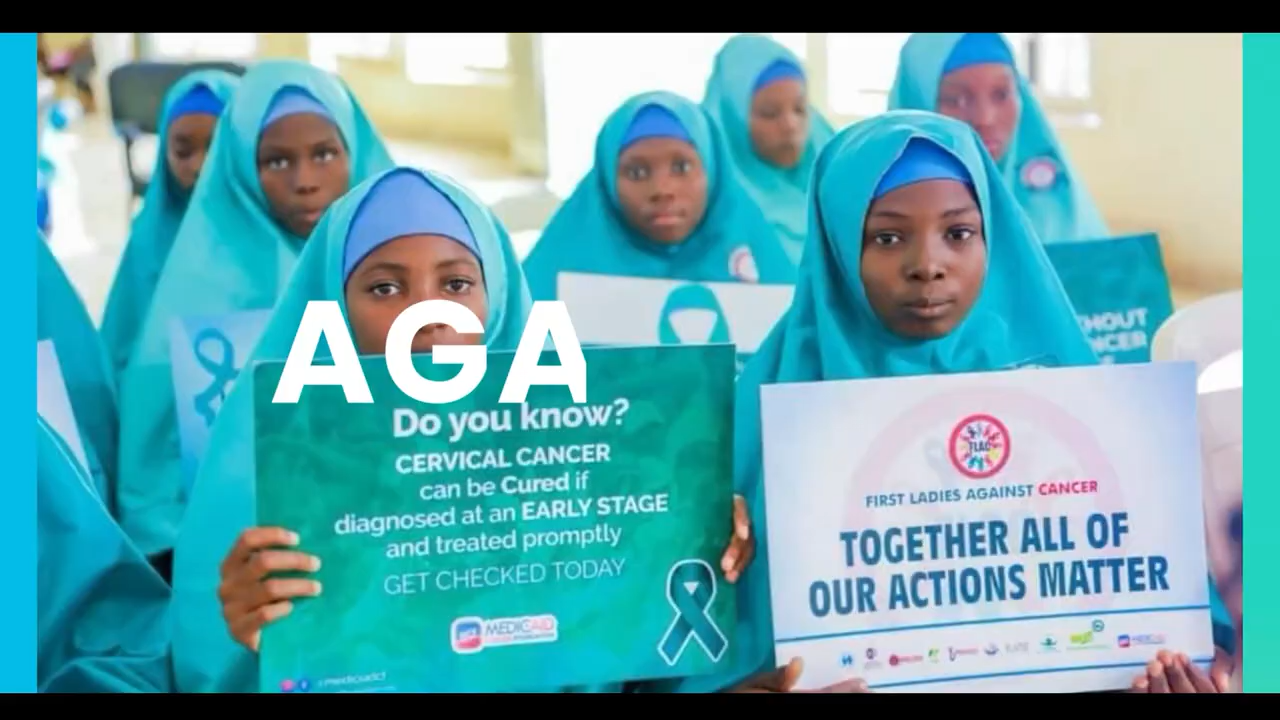 AGA
Do you know?
CERVICAL CANCER
can be Cured if
diagnosed at an EARLY STAGE
and treated promptly
GET CHECKED TODAY
MEDICAID
FLAC
FIRST LADIES AGAINST CANCER
TOGETHER ALL OF
OUR ACTIONS MATTER
MEDICAID